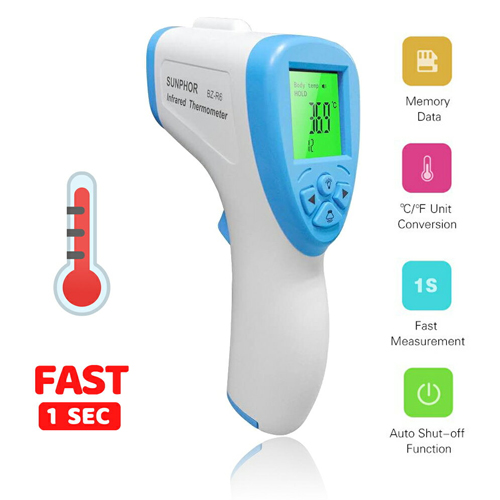 SUNPHOR
BZ-R6
Infrared Thermometer
Body temp
HOLD
36.9
℃
12
Memory
Data
℃/℉ Unit
Conversion
1S
Fast
Measurement
Auto Shut-off
Function
FAST
1 SEC